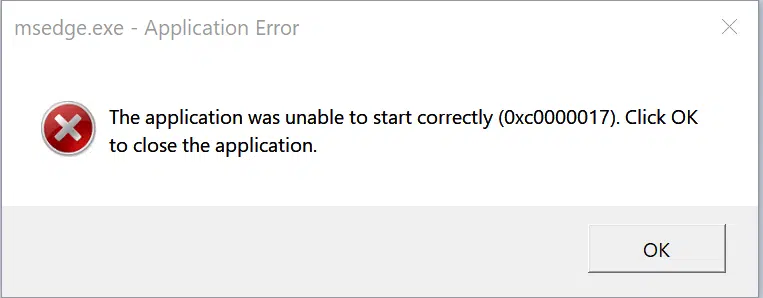 msedge.exe - Application Error
The application was unable to start correctly (0xc0000017). Click OK
to close the application.
OK